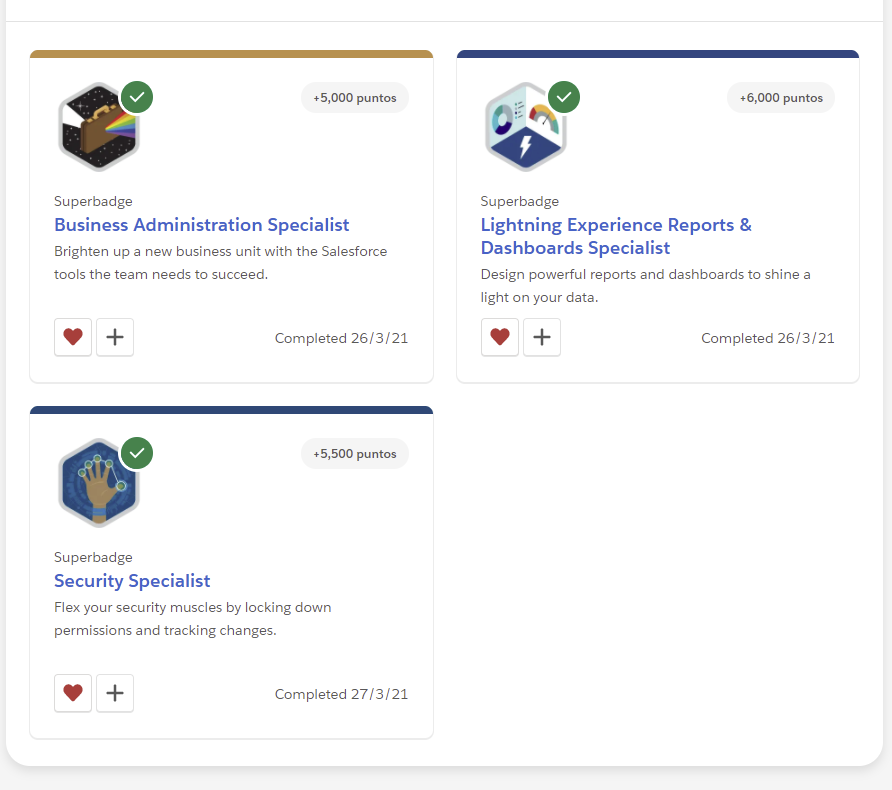 +5,000 puntos
Superbadge
Business Administration Specialist
Brighten up a new business unit with the Salesforce
tools the team needs to succeed.
Completed 26/3/21
+6,000 puntos
Superbadge
Lightning Experience Reports &
Dashboards Specialist
Design powerful reports and dashboards to shine a
light on your data.
Completed 26/3/21
+5,500 puntos
Superbadge
Security Specialist
Flex your security muscles by locking down
permissions and tracking changes.
Completed 27/3/21